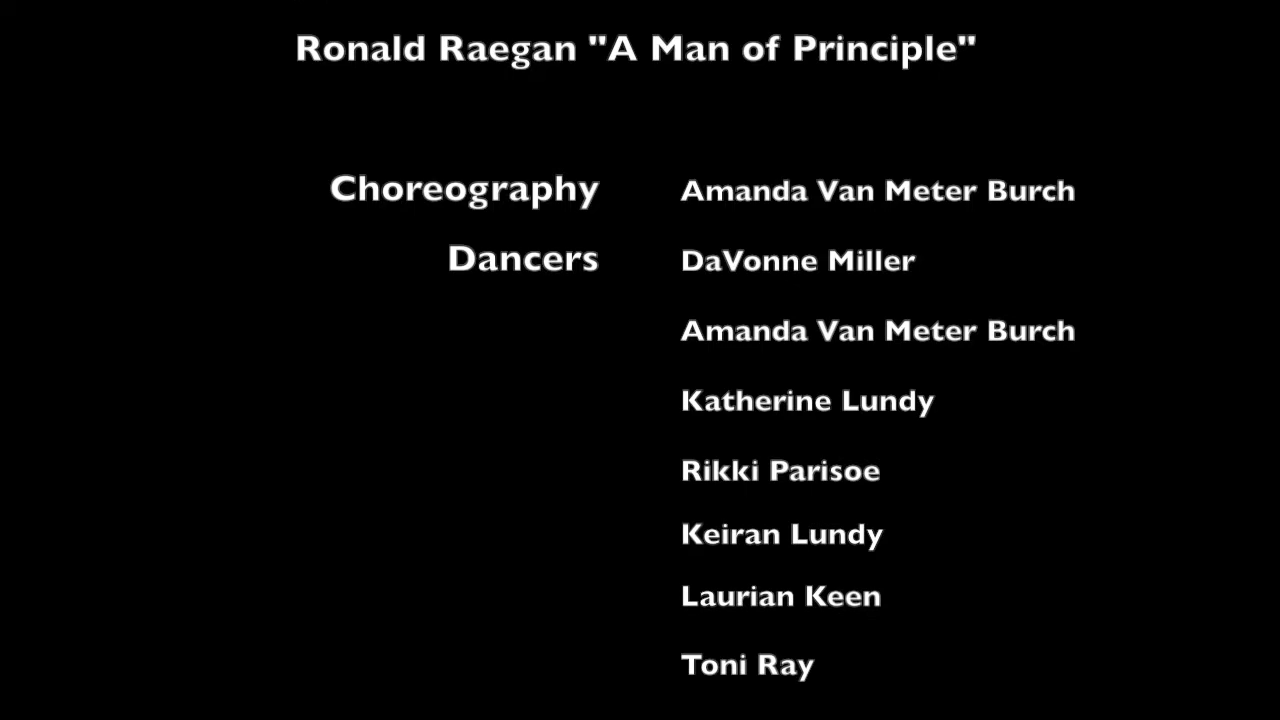 Ronald Raegan "A Man of Principle"
Choreography Amanda Van Meter Burch
Dancers DaVonne Miller
Amanda Van Meter Burch
Katherine Lundy
Rikki Parisoe
Keiran Lundy
Laurian Keen
Toni Ray